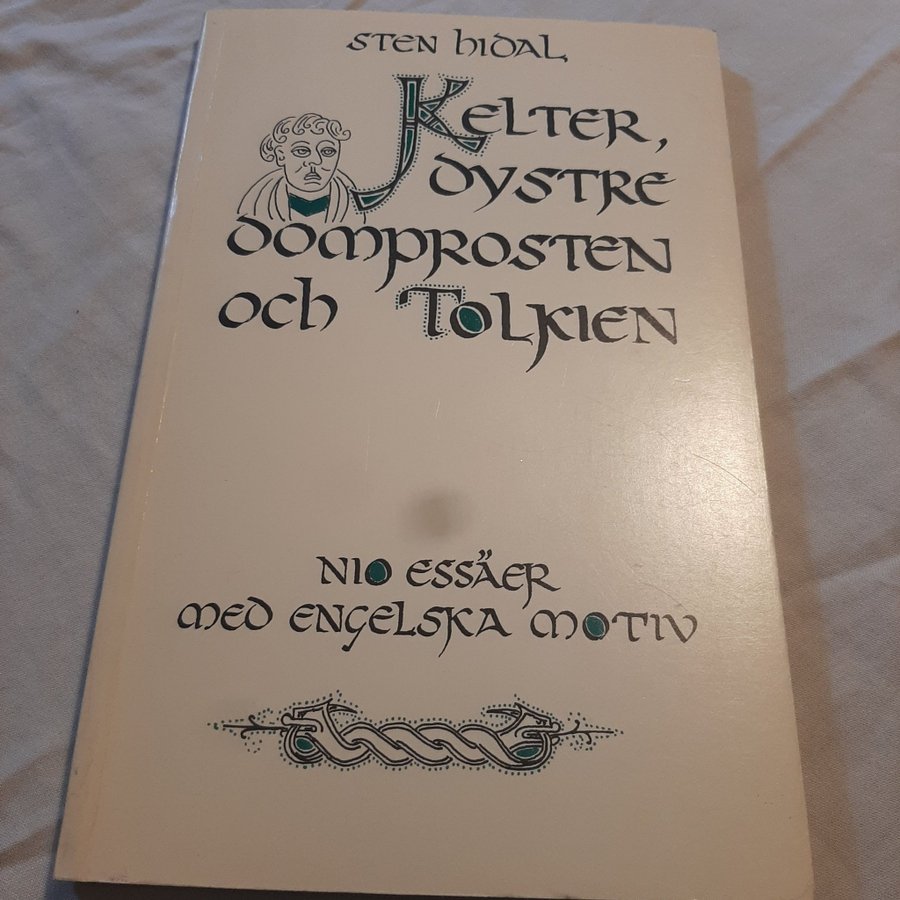 Sten Hidal
Kelter,
dystre
domprosten
och Tolkien
Nio essäer
med engelska motiv